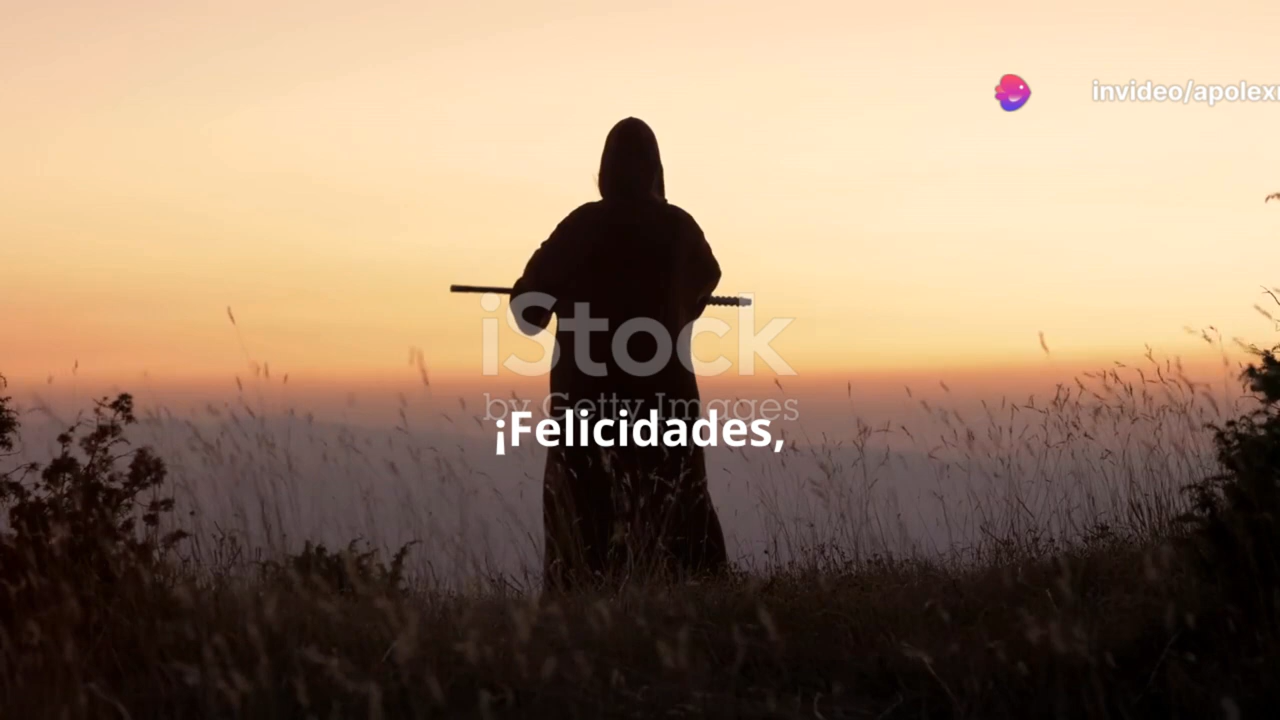 invideo/apolex
iStock
by Getty Images
¡Felicidades,